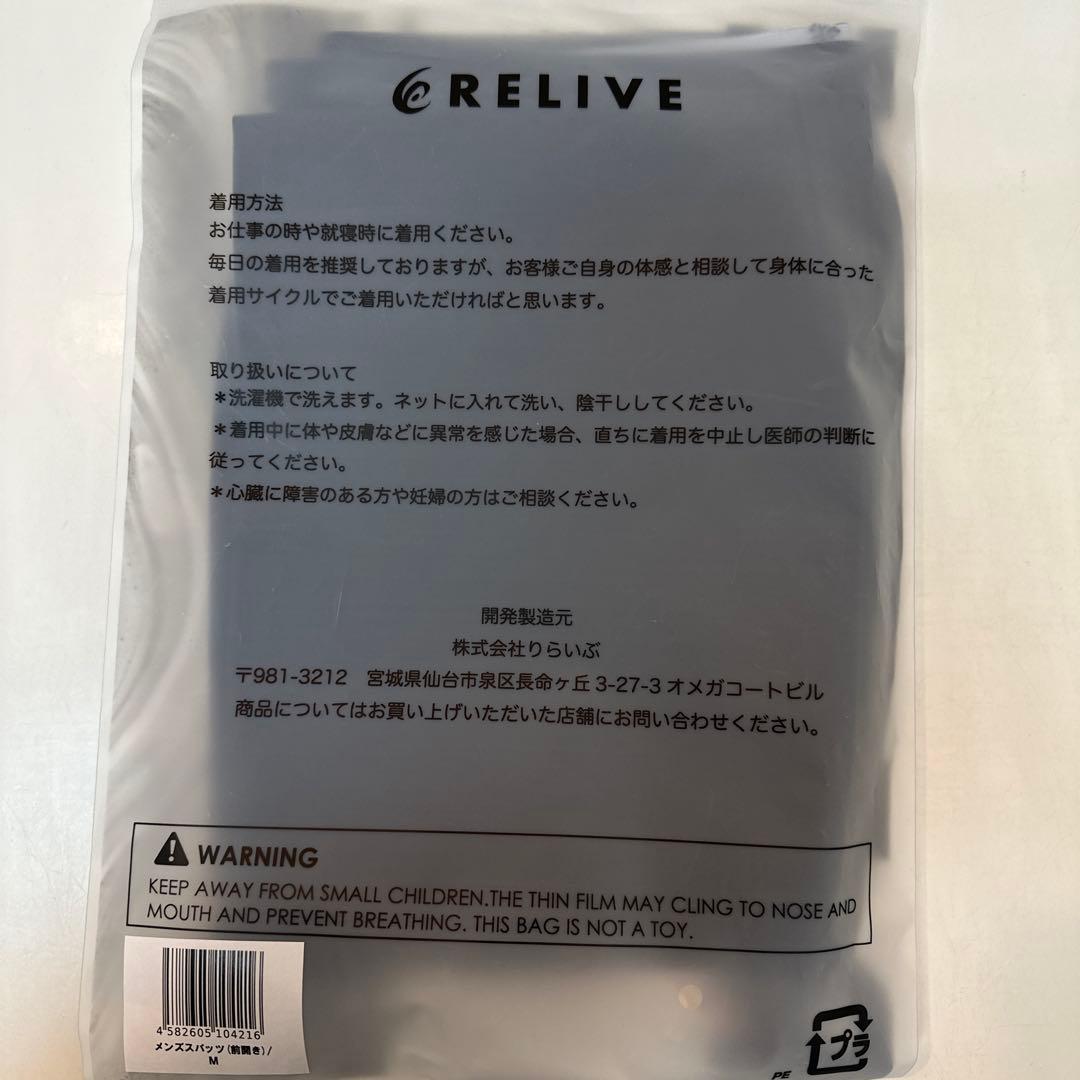 RELIVE
着用方法
お仕事の時や就寝時に着用ください。
毎日の着用を推奨しておりますが、お客様ご自身の体感と相談して身体に合った
着用サイクルでご着用いただければと思います。
取り扱いについて
＊洗濯機で洗えます。ネットに入れて洗い、陰干ししてください。
＊着用中に体や皮膚などに異常を感じた場合、直ちに着用を中止し医師の判断に
従ってください。
＊心臓に障害のある方や妊婦の方はご相談ください。
開発製造元
株式会社りらいぶ
〒981-3212 宮城県仙台市泉区長命ヶ丘3-27-3オメガコートビル
商品についてはお買い上げいただいた店舗にお問い合わせください。
WARNING
KEEP AWAY FROM SMALL CHILDREN.THE THIN FILM MAY CLING TO NOSE AND
MOUTH AND PREVENT BREATHING. THIS BAG IS NOT A TOY.
4 582605 104216
メンズスパッツ(前開き)/
M
プラ
PE